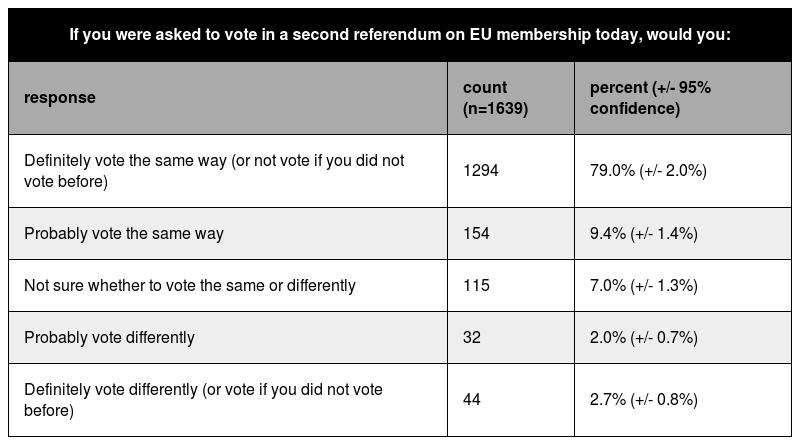 If you were asked to vote in a second referendum on EU membership today, would you:
response
count
(n=1639)
percent (+/- 95%
confidence)
Definitely vote the same way (or not vote if you did not
vote before)
1294
79.0% (+/- 2.0%)
Probably vote the same way
154
9.4% (+/- 1.4%)
Not sure whether to vote the same or differently
115
7.0% (+/- 1.3%)
Probably vote differently
32
2.0% (+/- 0.7%)
Definitely vote differently (or vote if you did not vote
before)
44
2.7% (+/- 0.8%)